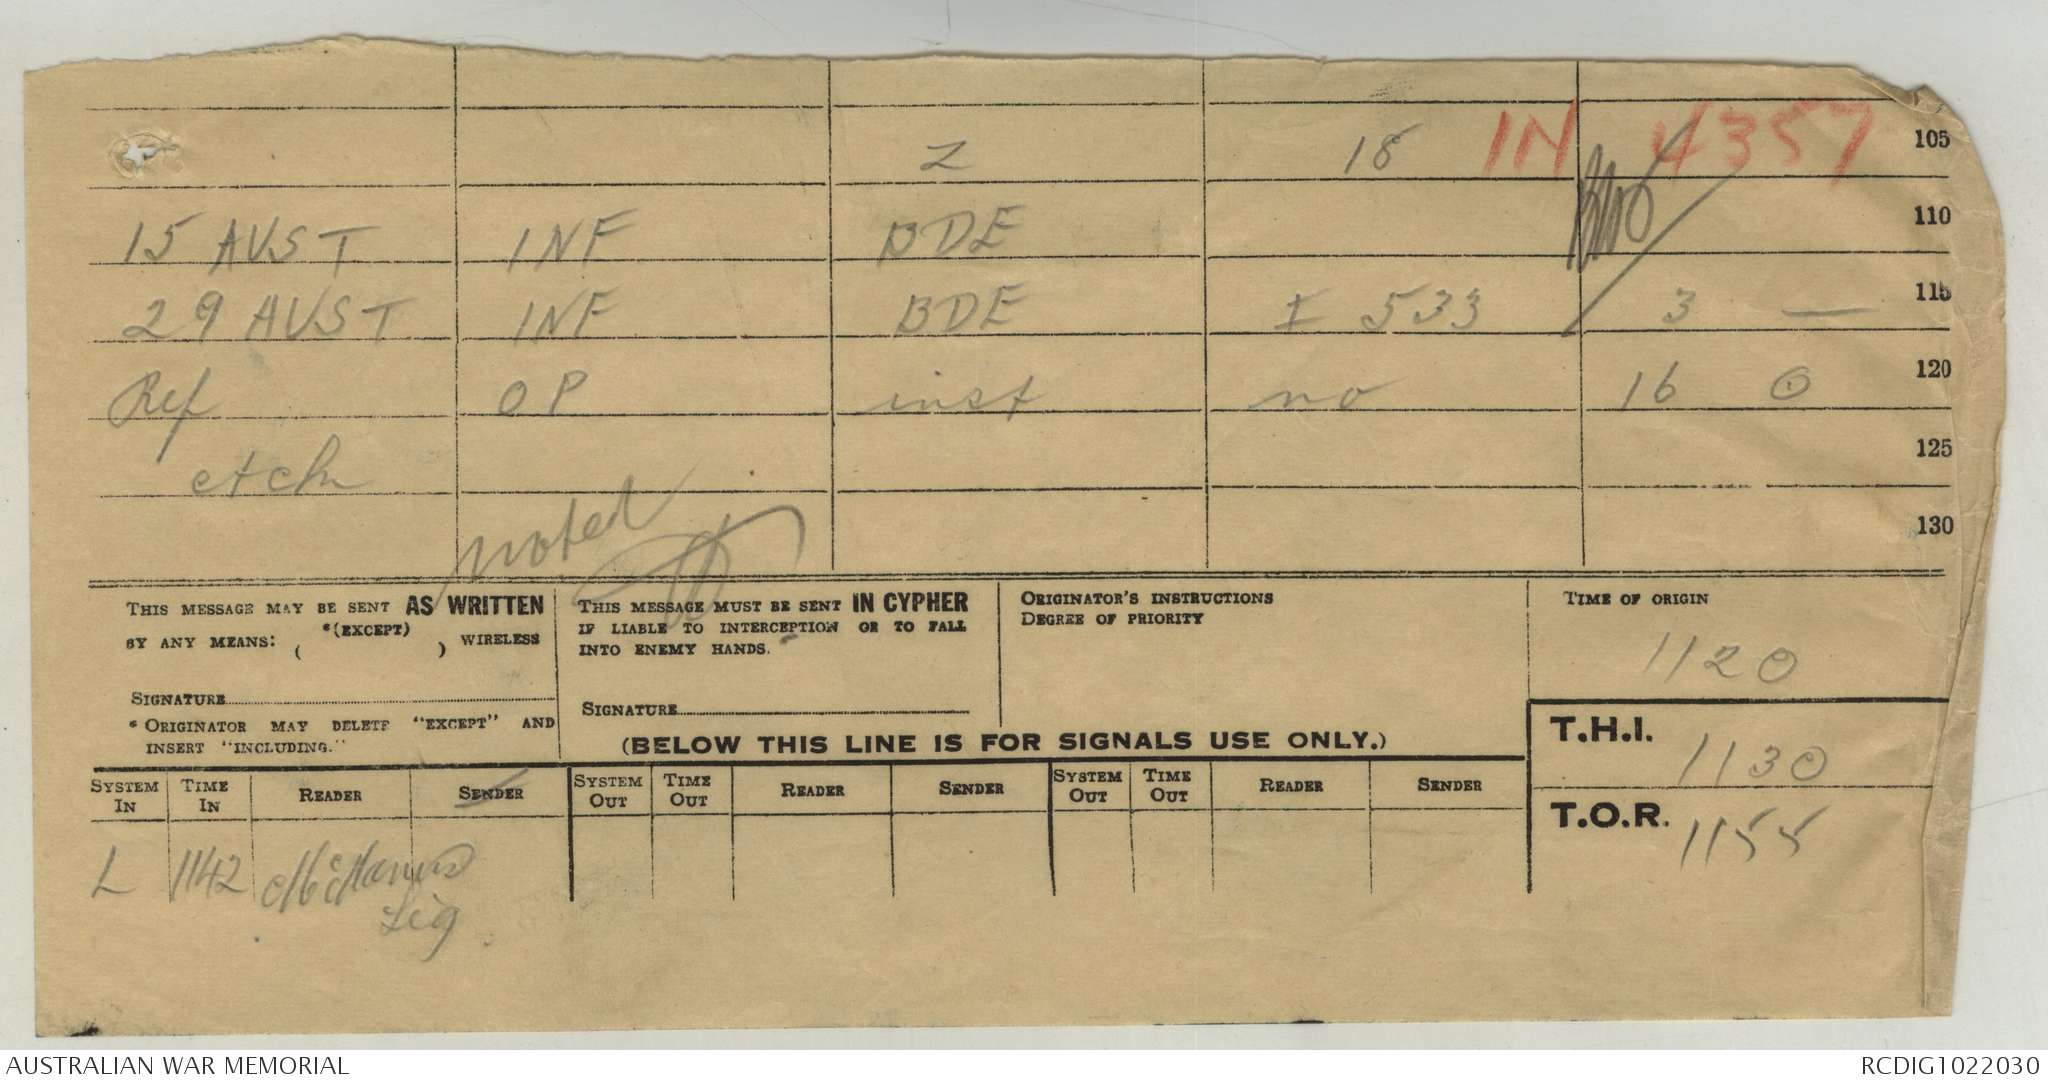 Z 18 IN 4357 105
110
15 AUST INF BDE
29 AUST INF BDE I 533 3 — 115
Ref OP inst no 16 0 120
etch 125
noted
130
THIS MESSAGE MAY BE SENT AS WRITTEN
BY ANY MEANS: *(EXCEPT) ( ) WIRELESS
SIGNATURE
* ORIGINATOR MAY DELETE "EXCEPT" AND
INSERT "INCLUDING."
THIS MESSAGE MUST BE SENT IN CYPHER
IF LIABLE TO INTERCEPTION OR TO FALL
INTO ENEMY HANDS.
SIGNATURE
ORIGINATOR'S INSTRUCTIONS
DEGREE OF PRIORITY
TIME OF ORIGIN
1120
(BELOW THIS LINE IS FOR SIGNALS USE ONLY.)
T.H.I. 1130
T.O.R. 1155
SYSTEM IN TIME IN READER SENDER SYSTEM OUT TIME OUT READER SENDER SYSTEM OUT TIME OUT READER SENDER
L 1142 McManus
Sig
AUSTRALIAN WAR MEMORIAL RCDIG1022030